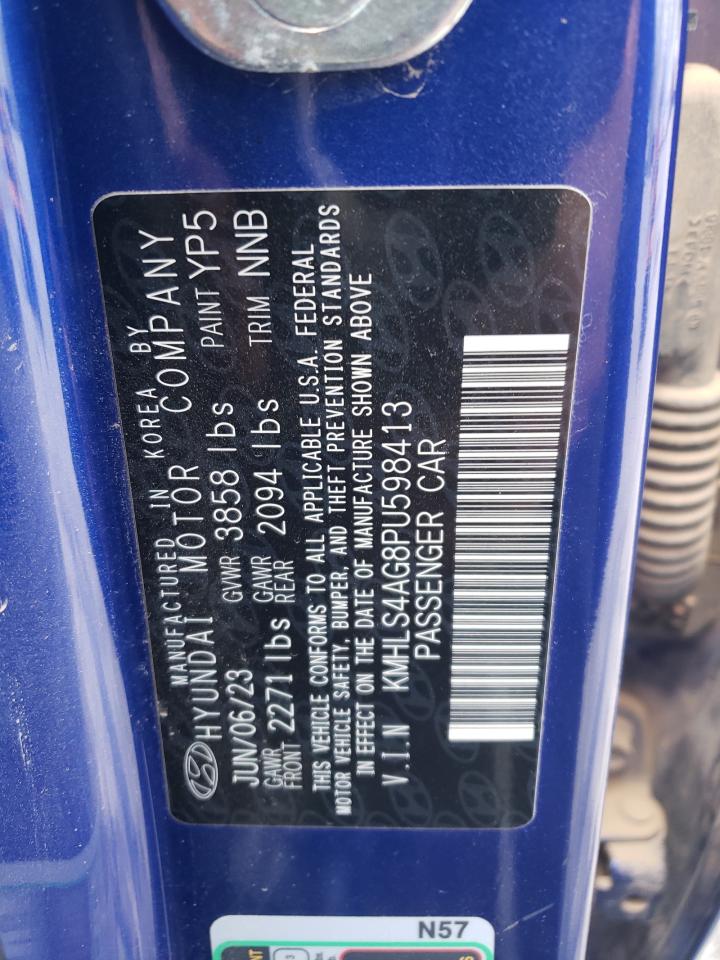 MANUFACTURED IN KOREA BY
HYUNDAI MOTOR COMPANY
JUN/06/23 GVWR 3858 lbs PAINT YP5
GAWR FRONT 2271 lbs GAWR REAR 2094 lbs TRIM NNB
THIS VEHICLE CONFORMS TO ALL APPLICABLE U.S.A. FEDERAL
MOTOR VEHICLE SAFETY, BUMPER, AND THEFT PREVENTION STANDARDS
IN EFFECT ON THE DATE OF MANUFACTURE SHOWN ABOVE
V.I.N KMHLS4AG8PU598413
PASSENGER CAR
N57